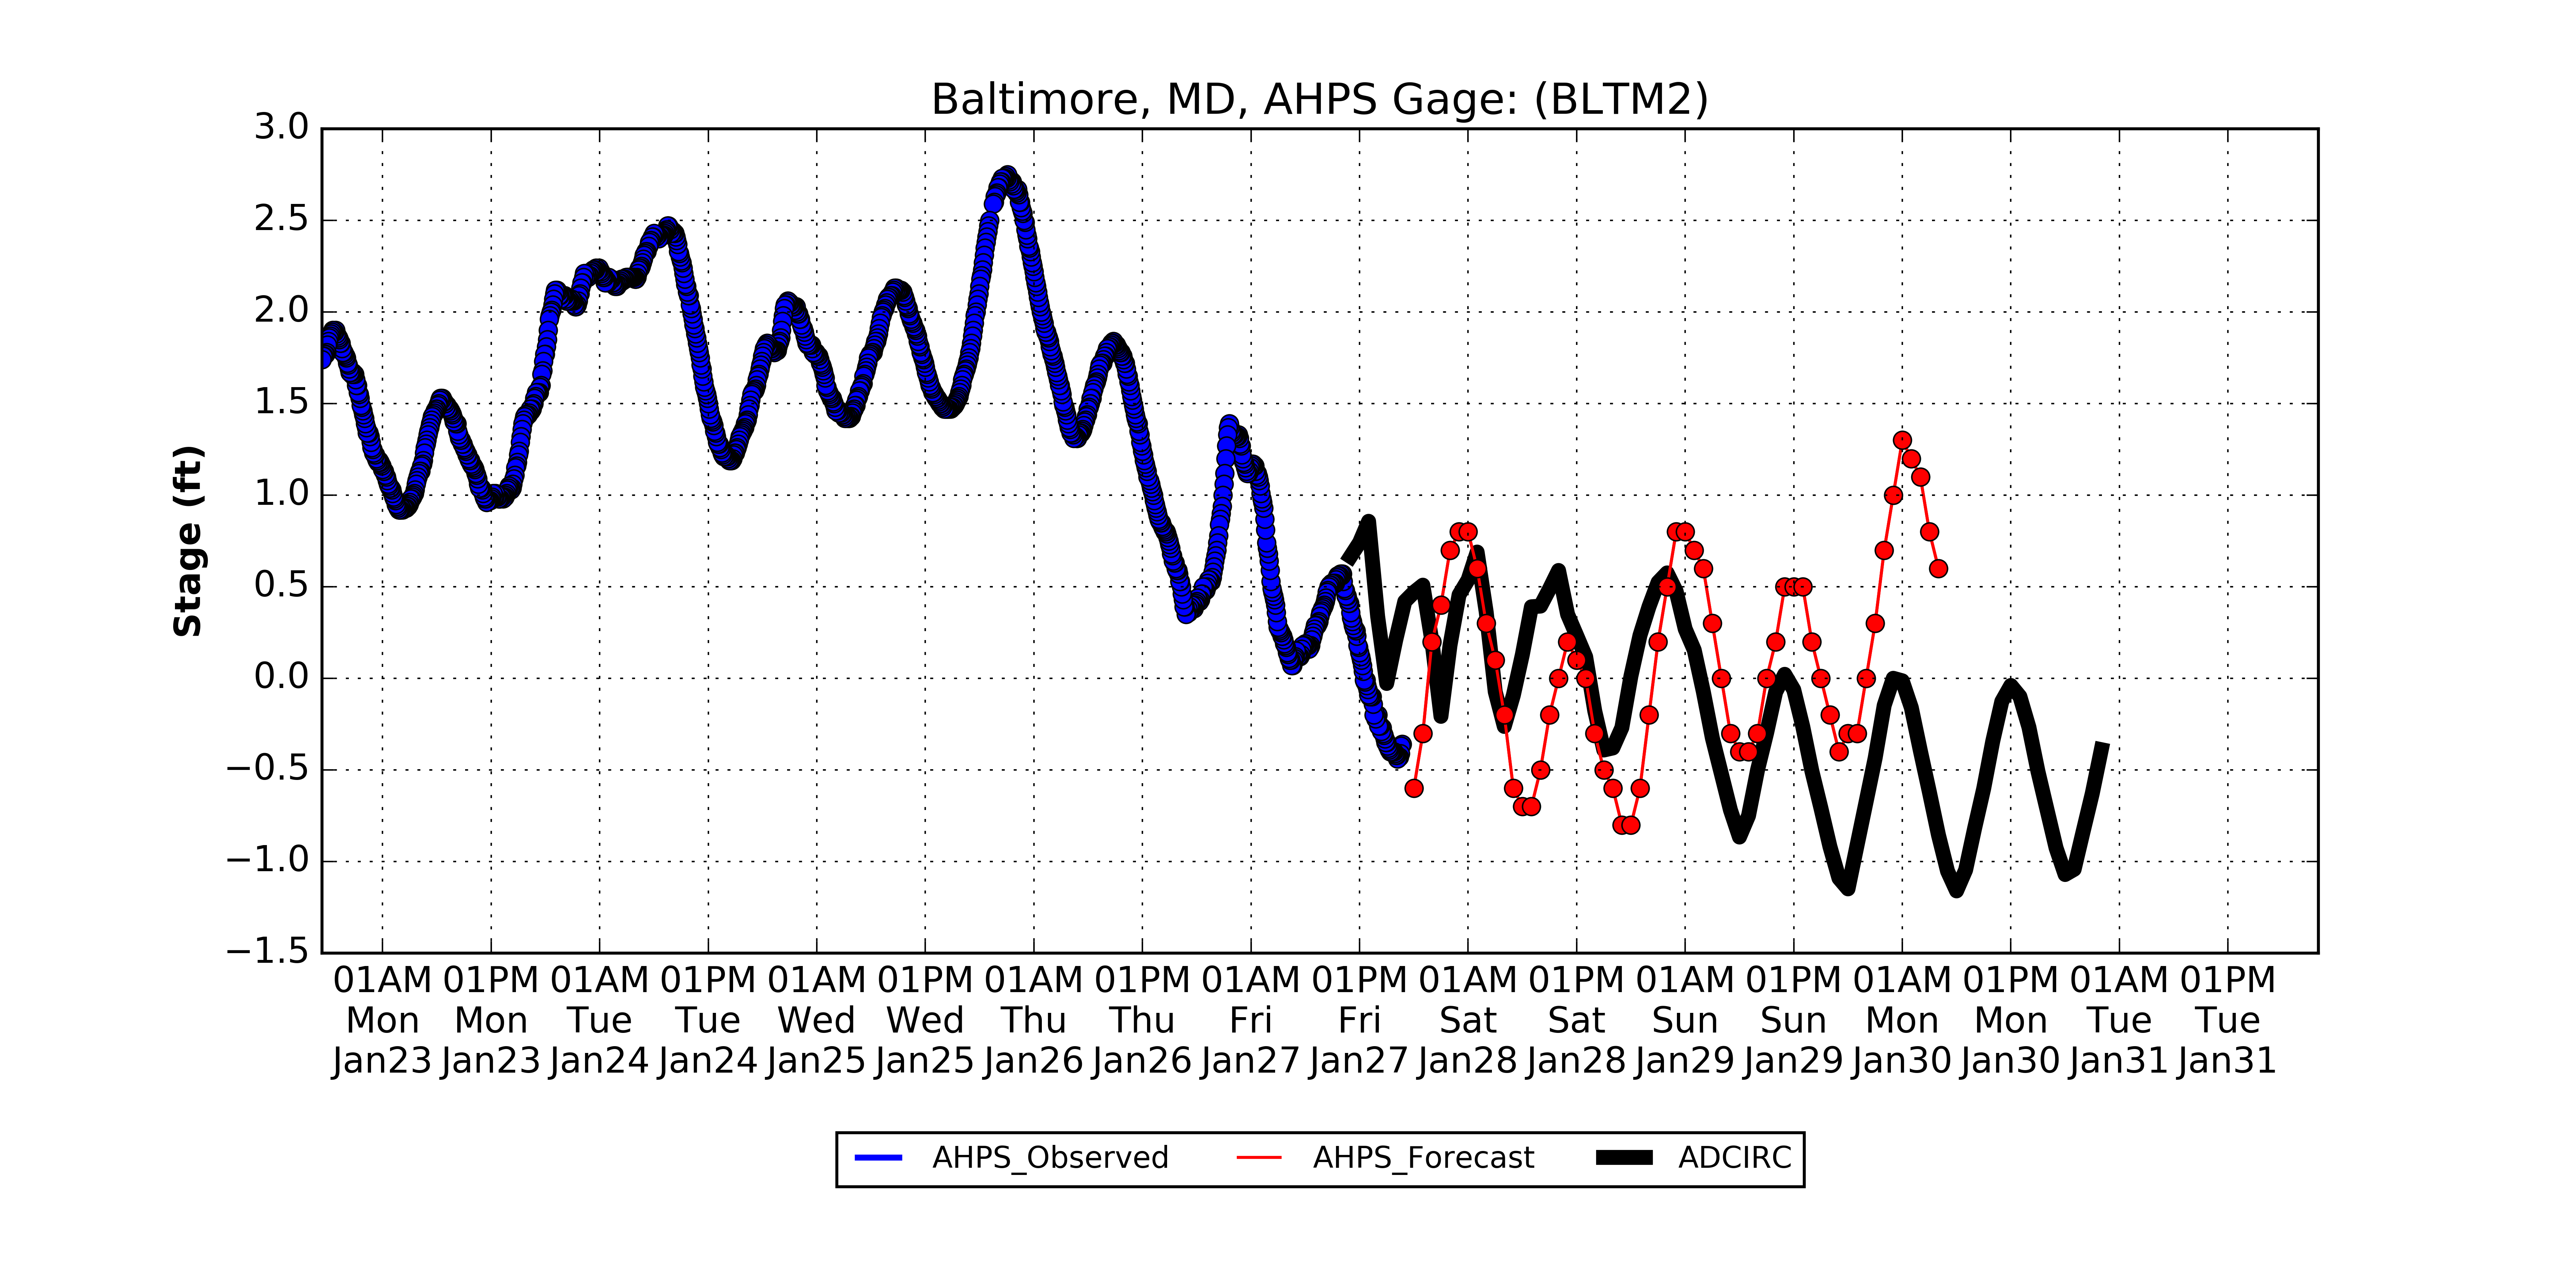 Baltimore, MD, AHPS Gage: (BLTM2)
3.0
2.5
2.0
1.5
1.0
0.5
0.0
−0.5
−1.0
−1.5
Stage (ft)
01AM 01PM 01AM 01PM 01AM 01PM 01AM 01PM 01AM 01PM 01AM 01PM 01AM 01PM 01AM 01PM 01AM 01PM
Mon Mon Tue Tue Wed Wed Thu Thu Fri Fri Sat Sat Sun Sun Mon Mon Tue Tue
Jan23 Jan23 Jan24 Jan24 Jan25 Jan25 Jan26 Jan26 Jan27 Jan27 Jan28 Jan28 Jan29 Jan29 Jan30 Jan30 Jan31 Jan31
AHPS_Observed AHPS_Forecast ADCIRC